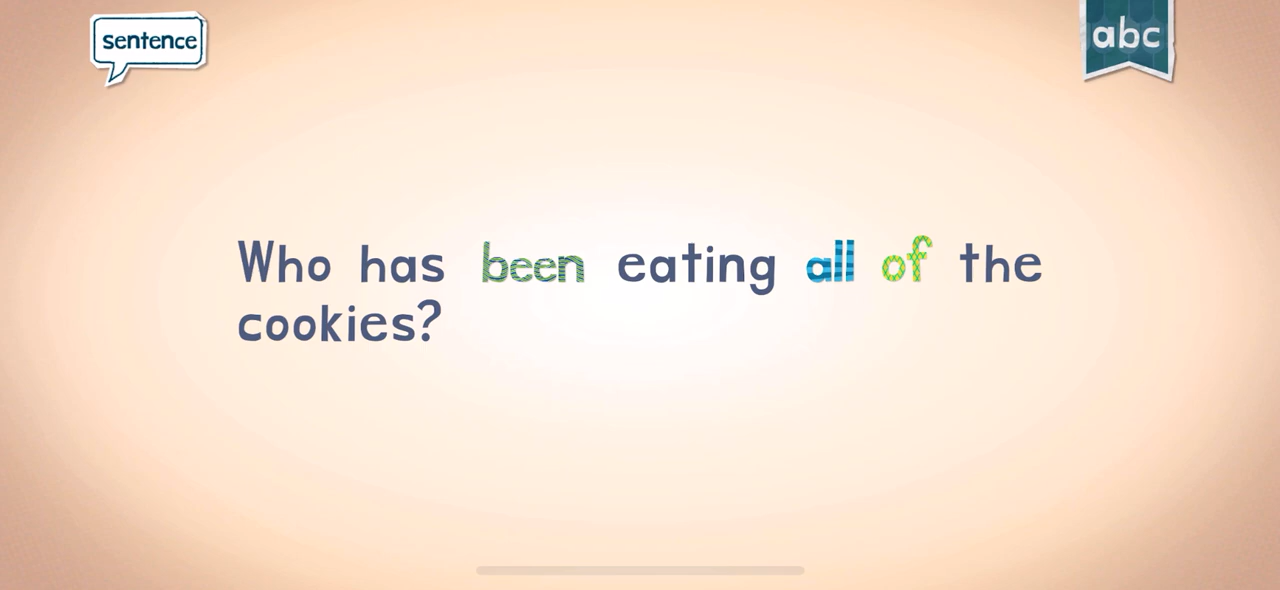 sentence
abc
Who has been eating all of the
cookies?